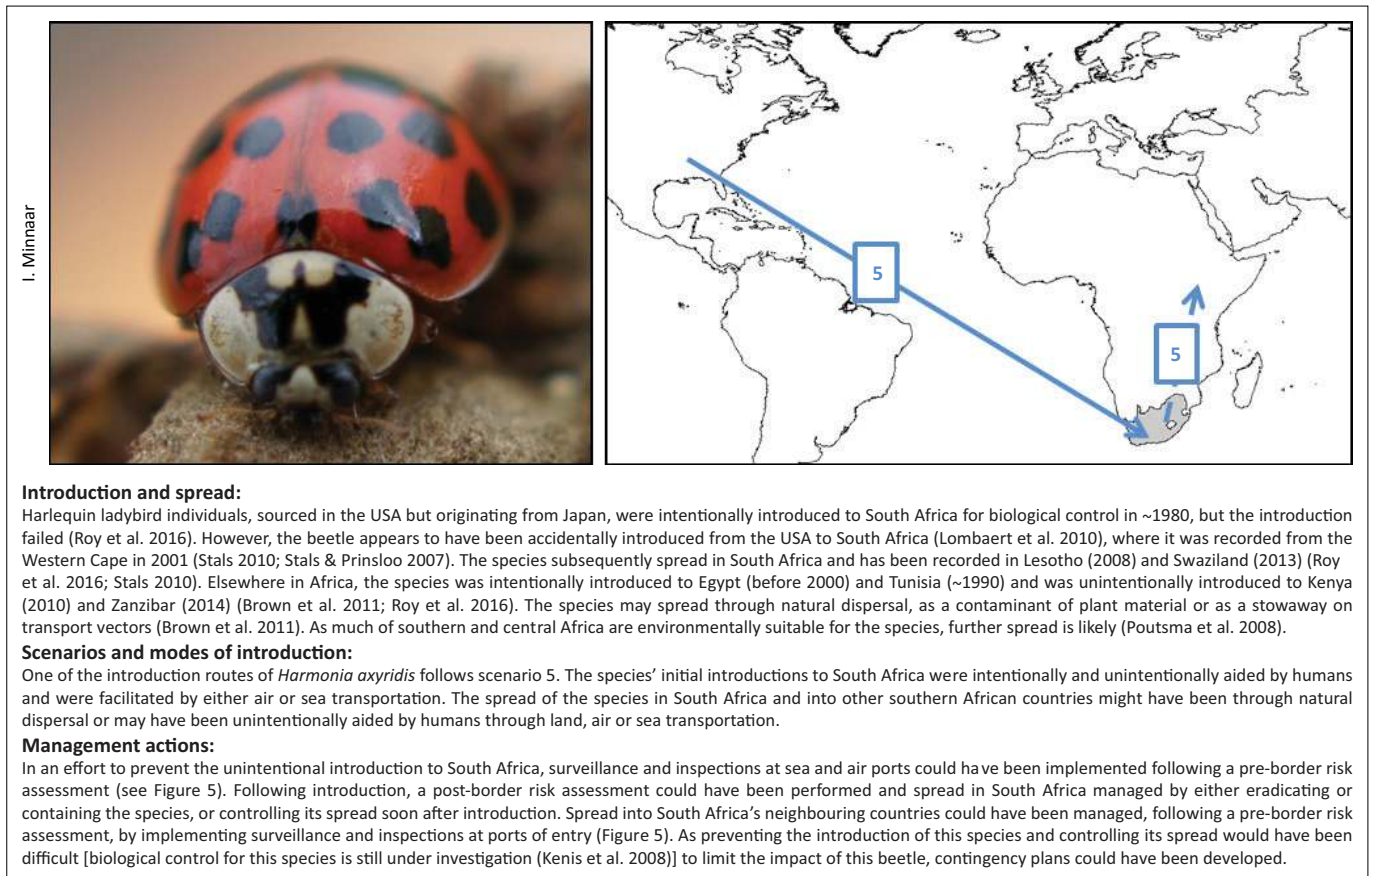 I. Minnaar
5
5
Introduction and spread:
Harlequin ladybird individuals, sourced in the USA but originating from Japan, were intentionally introduced to South Africa for biological control in ~1980, but the introduction
failed (Roy et al. 2016). However, the beetle appears to have been accidentally introduced from the USA to South Africa (Lombaert et al. 2010), where it was recorded from the
Western Cape in 2001 (Stals 2010; Stals & Prinsloo 2007). The species subsequently spread in South Africa and has been recorded in Lesotho (2008) and Swaziland (2013) (Roy
et al. 2016; Stals 2010). Elsewhere in Africa, the species was intentionally introduced to Egypt (before 2000) and Tunisia (~1990) and was unintentionally introduced to Kenya
(2010) and Zanzibar (2014) (Brown et al. 2011; Roy et al. 2016). The species may spread through natural dispersal, as a contaminant of plant material or as a stowaway on
transport vectors (Brown et al. 2011). As much of southern and central Africa are environmentally suitable for the species, further spread is likely (Poutsma et al. 2008).
Scenarios and modes of introduction:
One of the introduction routes of Harmonia axyridis follows scenario 5. The species' initial introductions to South Africa were intentionally and unintentionally aided by humans
and were facilitated by either air or sea transportation. The spread of the species in South Africa and into other southern African countries might have been through natural
dispersal or may have been unintentionally aided by humans through land, air or sea transportation.
Management actions:
In an effort to prevent the unintentional introduction to South Africa, surveillance and inspections at sea and air ports could have been implemented following a pre-border risk
assessment (see Figure 5). Following introduction, a post-border risk assessment could have been performed and spread in South Africa managed by either eradicating or
containing the species, or controlling its spread soon after introduction. Spread into South Africa's neighbouring countries could have been managed, following a pre-border risk
assessment, by implementing surveillance and inspections at ports of entry (Figure 5). As preventing the introduction of this species and controlling its spread would have been
difficult [biological control for this species is still under investigation (Kenis et al. 2008)] to limit the impact of this beetle, contingency plans could have been developed.